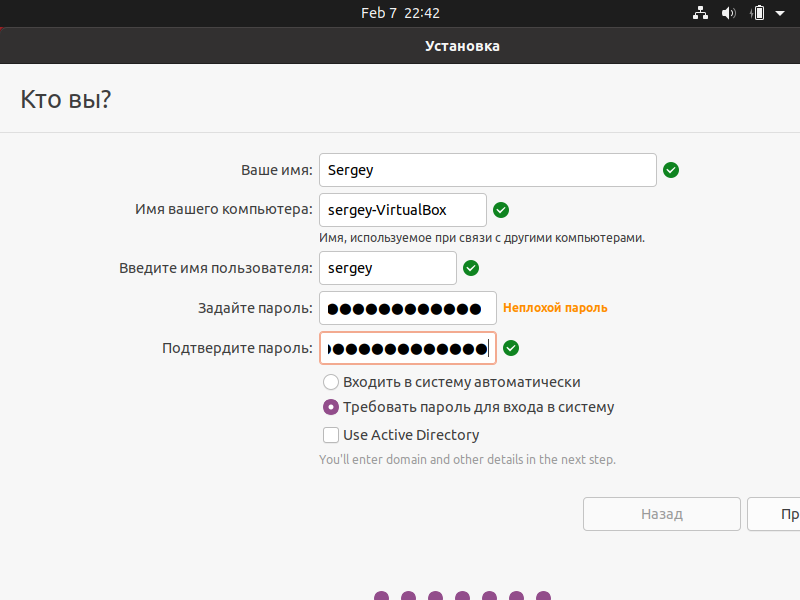 Feb 7 22:42
Установка
Кто вы?
Ваше имя: Sergey
Имя вашего компьютера: sergey-VirtualBox
Имя, используемое при связи с другими компьютерами.
Введите имя пользователя: sergey
Задайте пароль: ●●●●●●●●●●●● Неплохой пароль
Подтвердите пароль: ●●●●●●●●●●●●●
Входить в систему автоматически
Требовать пароль для входа в систему
Use Active Directory
You'll enter domain and other details in the next step.
Назад Пр